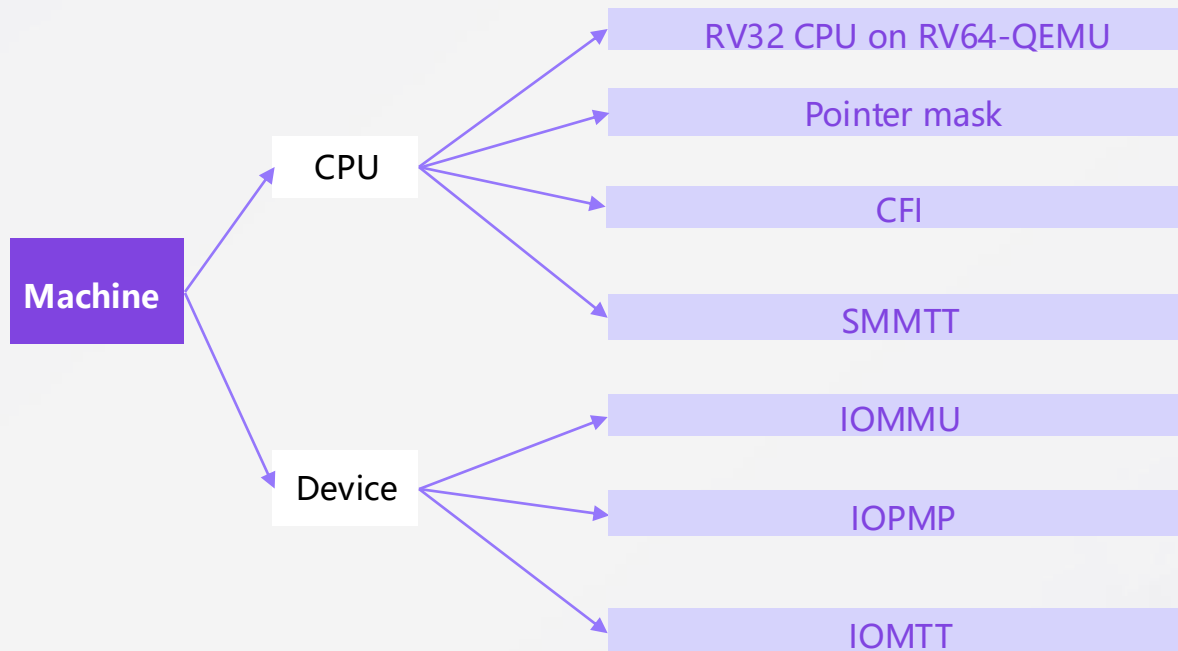 RV32 CPU on RV64-QEMU
Pointer mask
CPU
CFI
Machine
SMMTT
IOMMU
Device
IOPMP
IOMTT